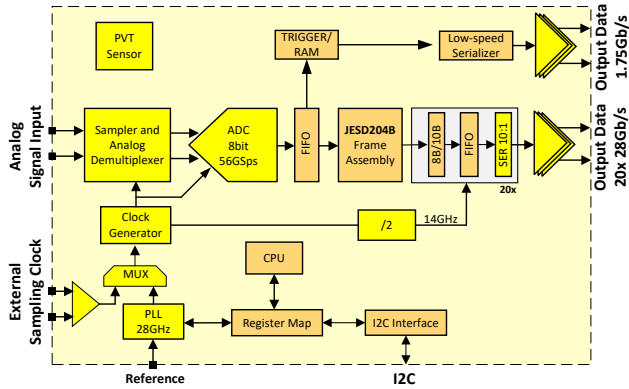 PVT
Sensor
TRIGGER/
RAM
Low-speed
Serializer
Output Data
1.75Gb/s
Analog
Signal Input
Sampler and
Analog
Demultiplexer
ADC
8bit
56GSps
FIFO
JESD204B
Frame
Assembly
8B/10B
FIFO
SER 10:1
20x
Output Data
20x 28Gb/s
Clock
Generator
/2
14GHz
External
Sampling Clock
MUX
CPU
PLL
28GHz
Register Map
I2C Interface
Reference
I2C